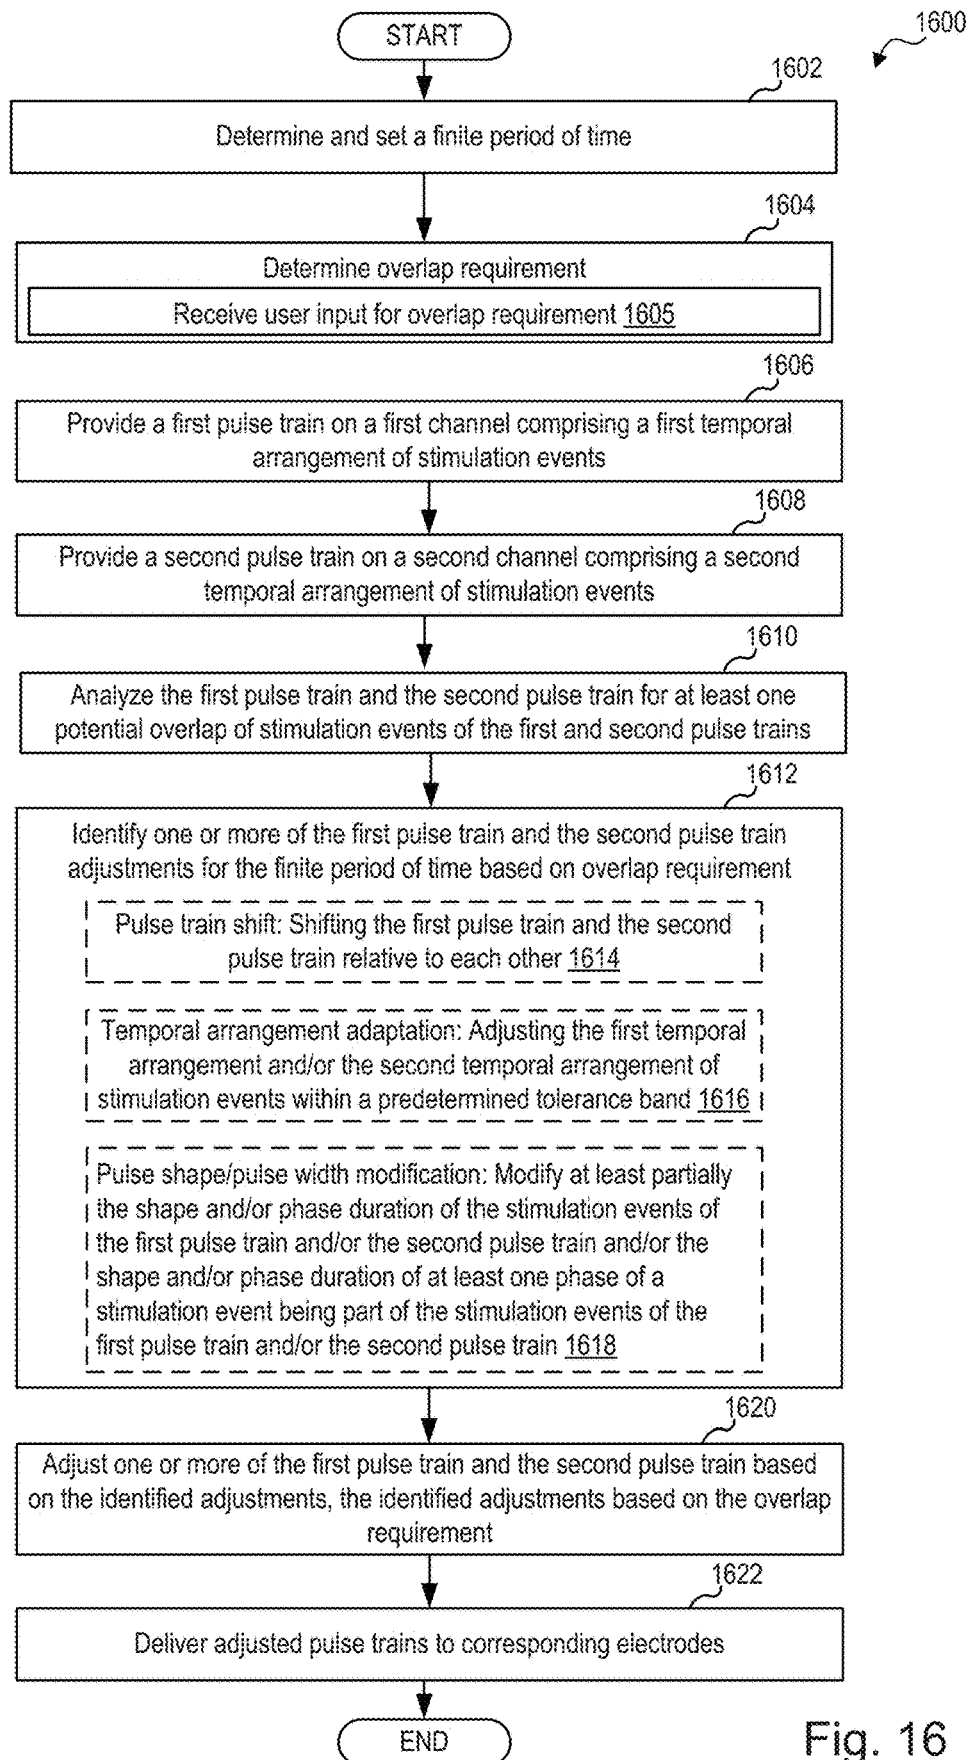 START
1600
1602
Determine and set a finite period of time
1604
Determine overlap requirement
Receive user input for overlap requirement 1605
1606
Provide a first pulse train on a first channel comprising a first temporal
arrangement of stimulation events
1608
Provide a second pulse train on a second channel comprising a second
temporal arrangement of stimulation events
1610
Analyze the first pulse train and the second pulse train for at least one
potential overlap of stimulation events of the first and second pulse trains
1612
Identify one or more of the first pulse train and the second pulse train
adjustments for the finite period of time based on overlap requirement
Pulse train shift: Shifting the first pulse train and the second
pulse train relative to each other 1614
Temporal arrangement adaptation: Adjusting the first temporal
arrangement and/or the second temporal arrangement of
stimulation events within a predetermined tolerance band 1616
Pulse shape/pulse width modification: Modify at least partially
the shape and/or phase duration of the stimulation events of
the first pulse train and/or the second pulse train and/or the
shape and/or phase duration of at least one phase of a
stimulation event being part of the stimulation events of the
first pulse train and/or the second pulse train 1618
1620
Adjust one or more of the first pulse train and the second pulse train based
on the identified adjustments, the identified adjustments based on the overlap
requirement
1622
Deliver adjusted pulse trains to corresponding electrodes
END
Fig. 16